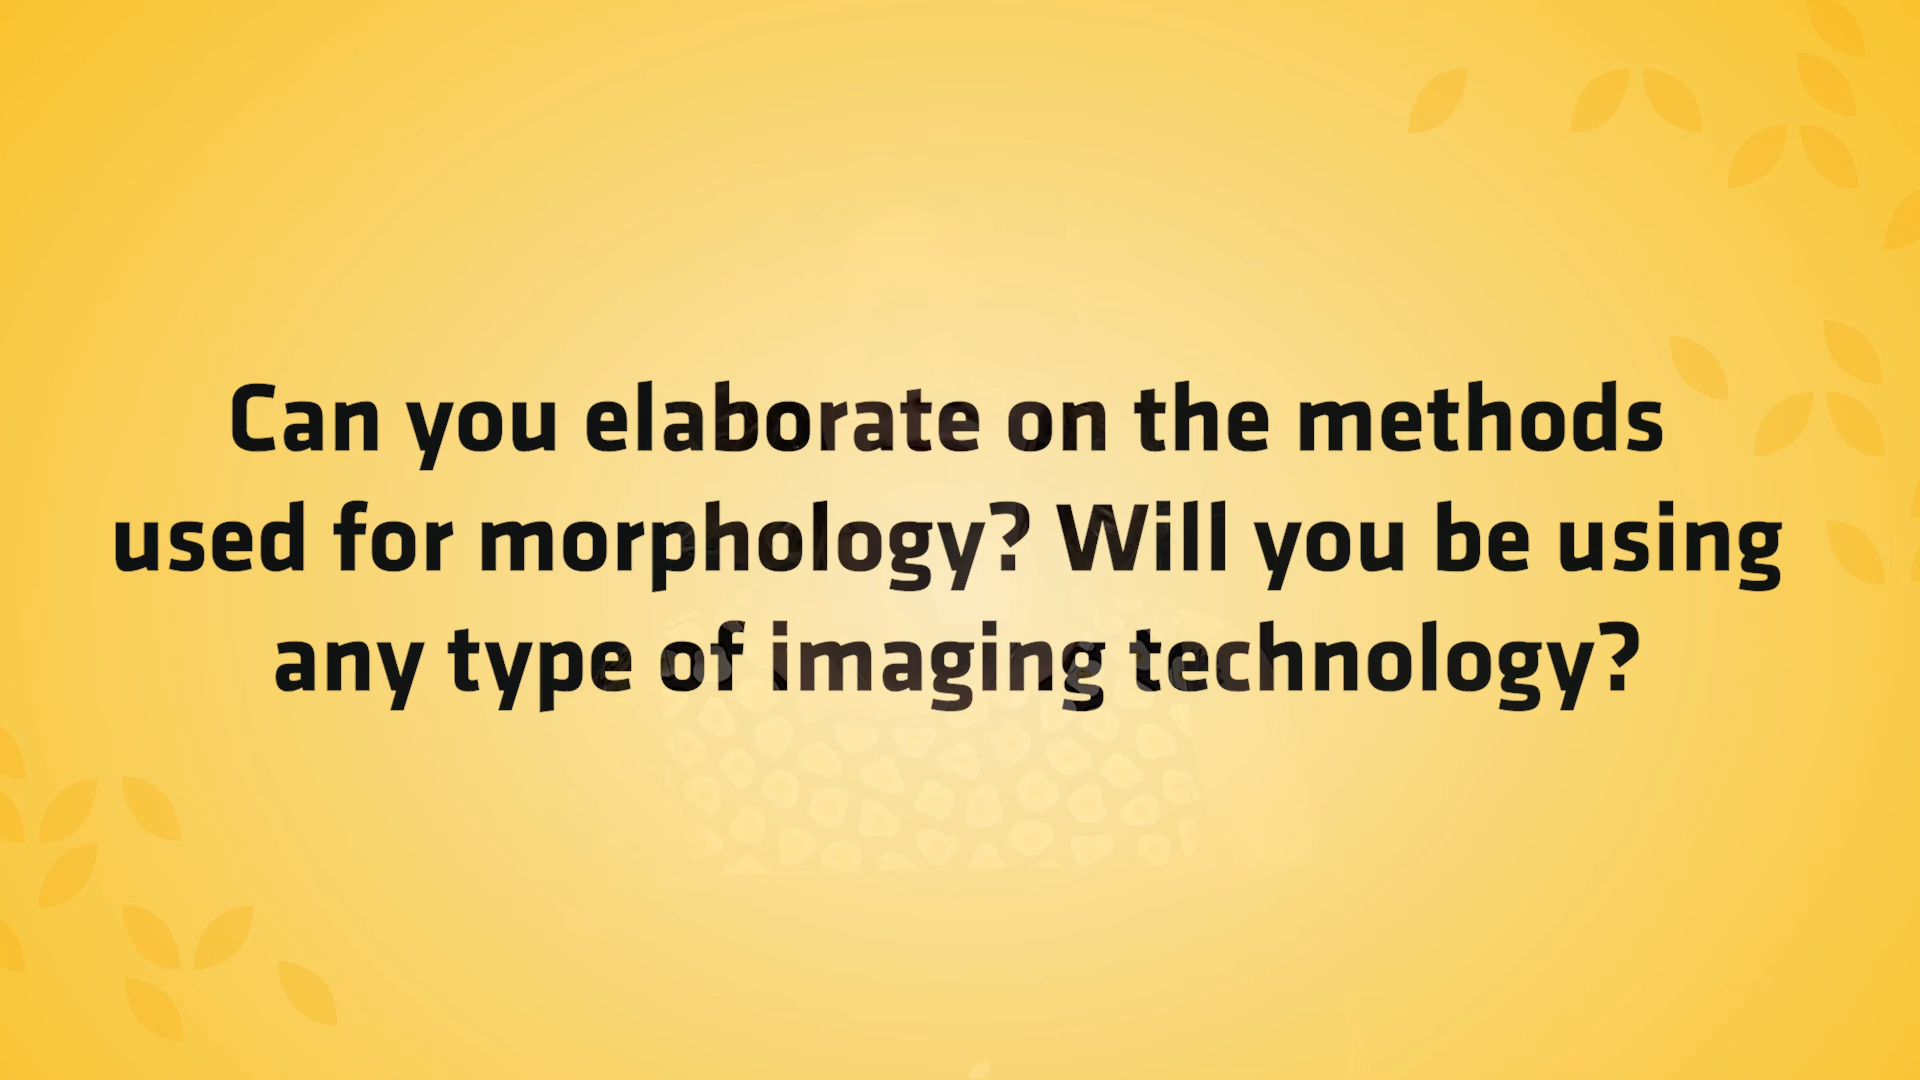 Can you elaborate on the methods
used for morphology? Will you be using
any type of imaging technology?